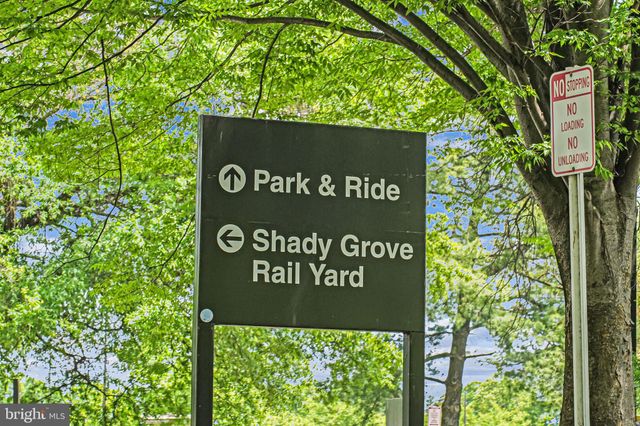 Park & Ride
Shady Grove
Rail Yard
NO STOPPING
NO
LOADING
NO
UNLOADING
bright MLS